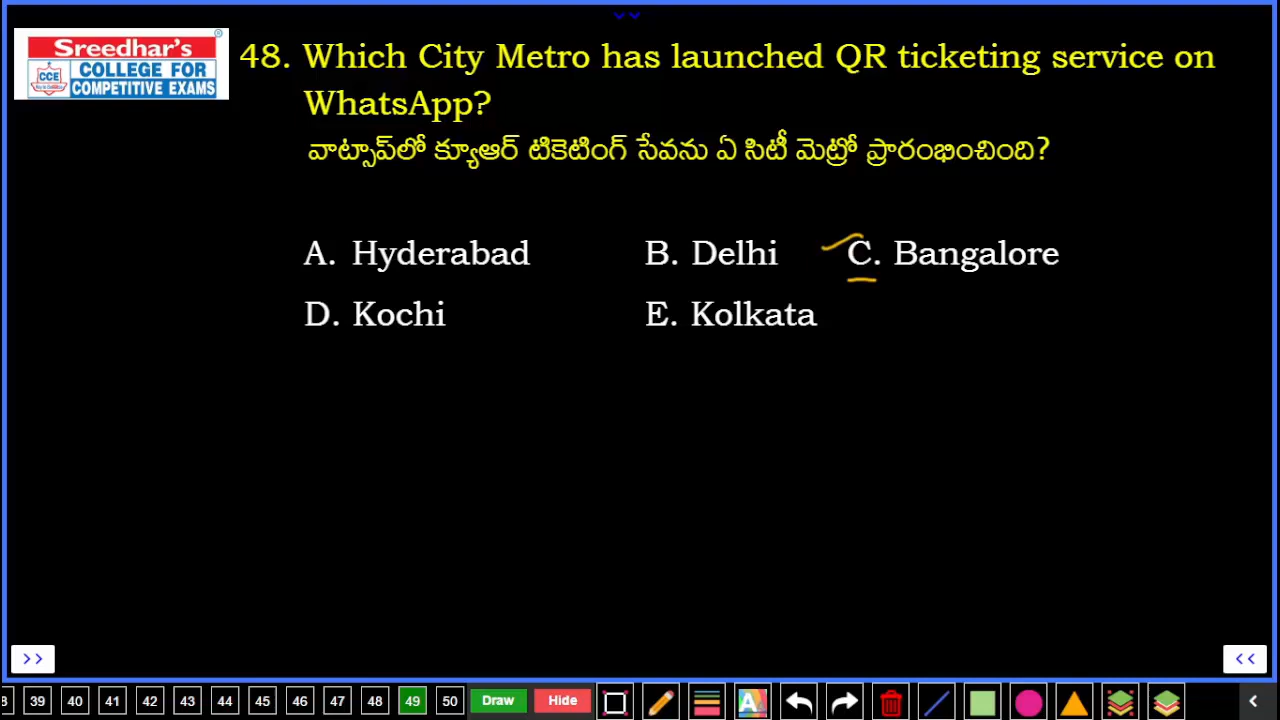 Sreedhar's
CCE
COLLEGE FOR
COMPETITIVE EXAMS
48. Which City Metro has launched QR ticketing service on
WhatsApp?
వాట్సాప్‌లో క్యూఆర్ టికెటింగ్ సేవను ఏ సిటీ మెట్రో ప్రారంభించింది?
A. Hyderabad B. Delhi C. Bangalore
D. Kochi E. Kolkata
>> <<
39 40 41 42 43 44 45 46 47 48 49 50 Draw Hide A